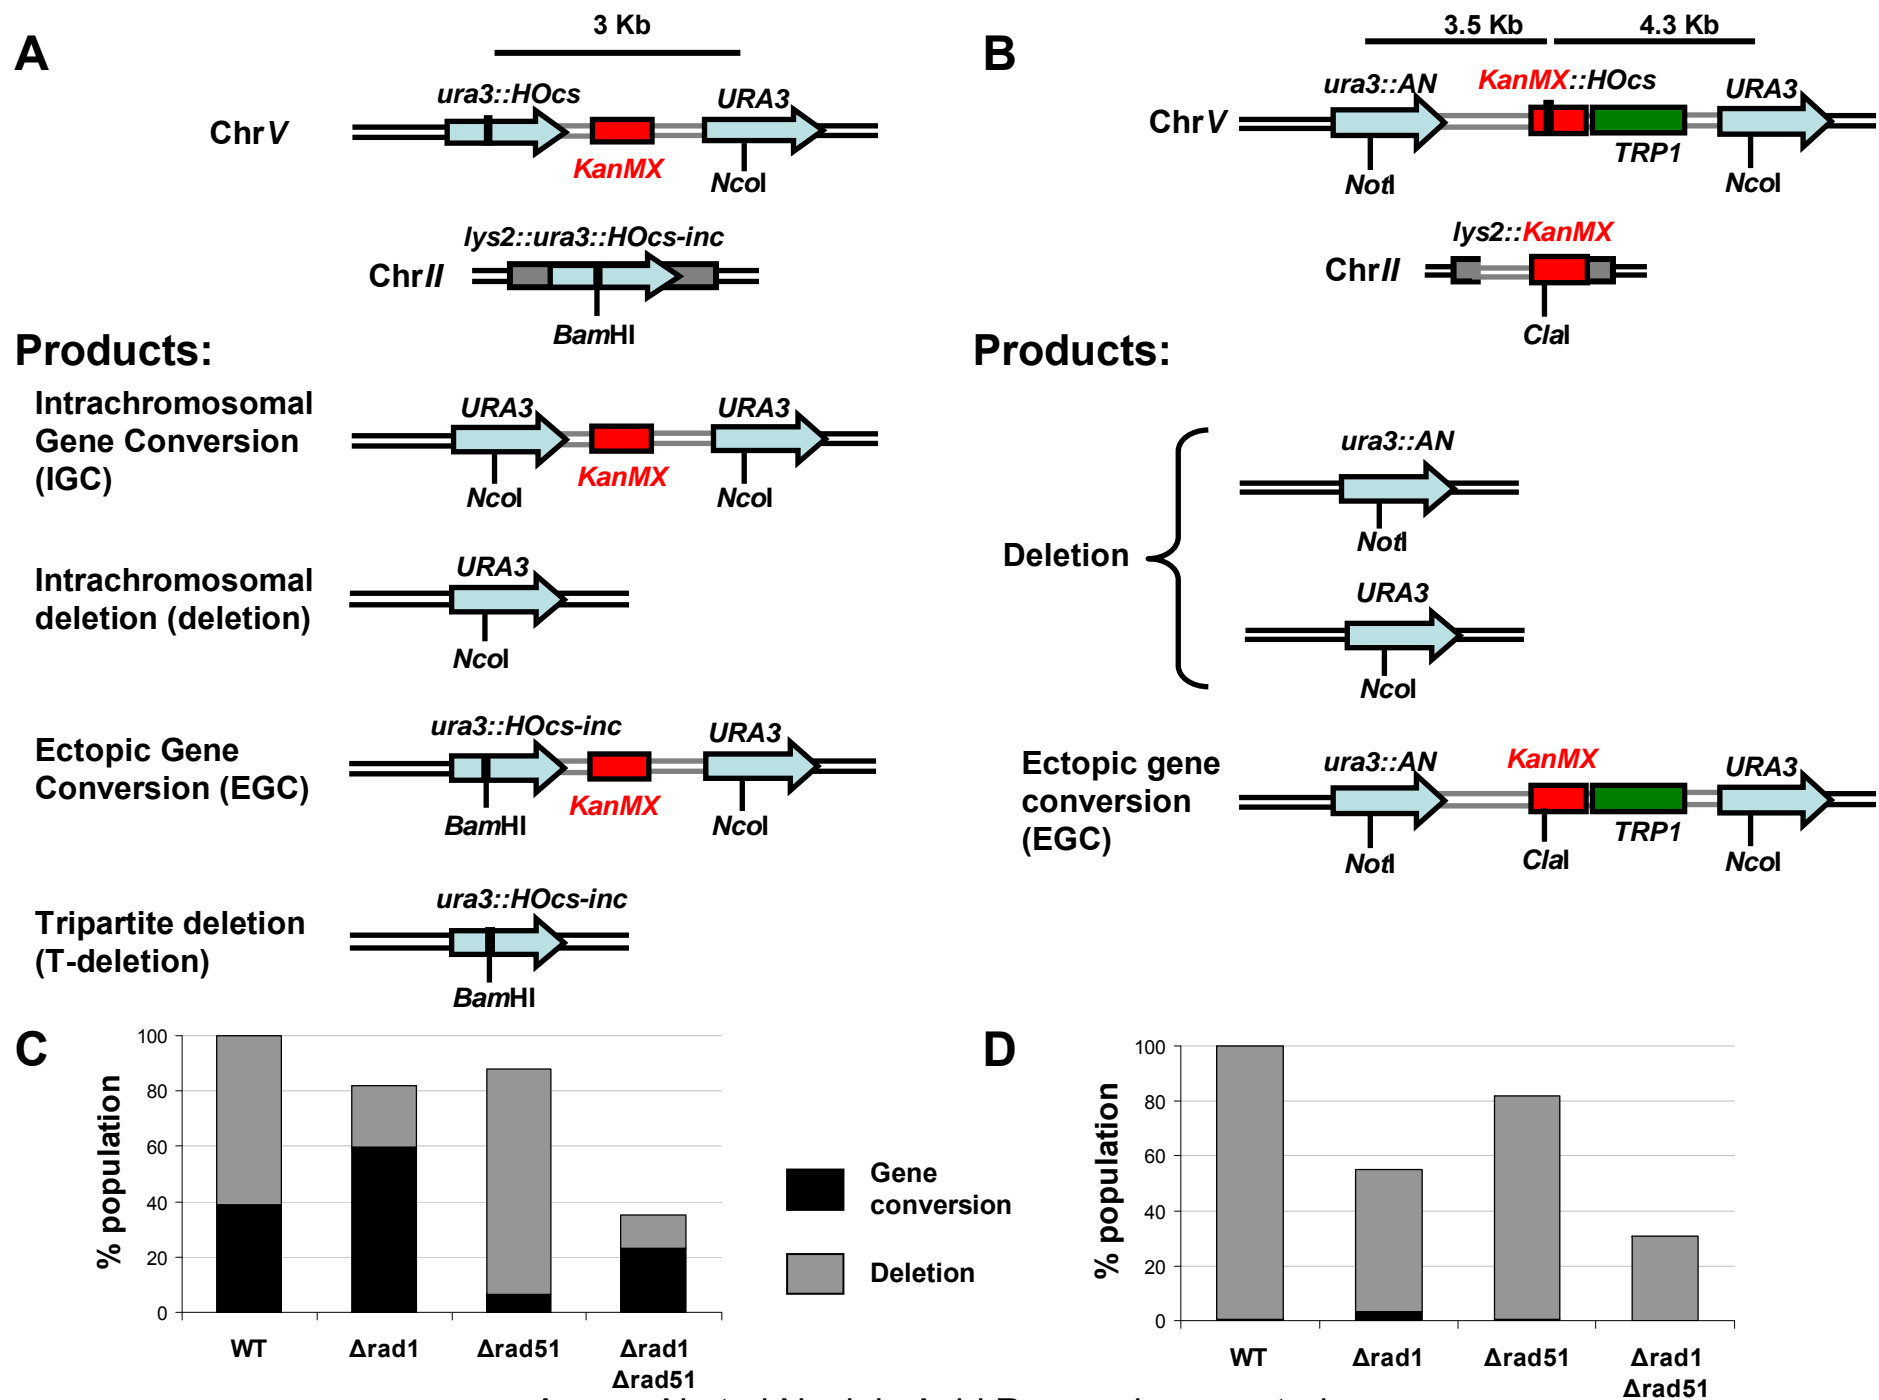 A
3 Kb
ura3::HOcs
URA3
ChrV
KanMX
NcoI
lys2::ura3::HOcs-inc
ChrII
BamHI
Products:
Intrachromosomal
Gene Conversion
(IGC)
URA3
URA3
KanMX
NcoI
NcoI
Intrachromosomal
deletion (deletion)
URA3
NcoI
Ectopic Gene
Conversion (EGC)
ura3::HOcs-inc
URA3
KanMX
BamHI
NcoI
Tripartite deletion
(T-deletion)
ura3::HOcs-inc
BamHI
B
3.5 Kb
4.3 Kb
ura3::AN
KanMX::HOcs
URA3
ChrV
TRP1
NotI
NcoI
lys2::KanMX
ChrII
ClaI
Products:
Deletion
ura3::AN
NotI
URA3
NcoI
Ectopic gene
conversion
(EGC)
ura3::AN
KanMX
URA3
TRP1
NotI
ClaI
NcoI
C
% population
100
80
60
40
20
0
WT
Δrad1
Δrad51
Δrad1
Δrad51
Gene
conversion
Deletion
D
% population
100
80
60
40
20
0
WT
Δrad1
Δrad51
Δrad1
Δrad51